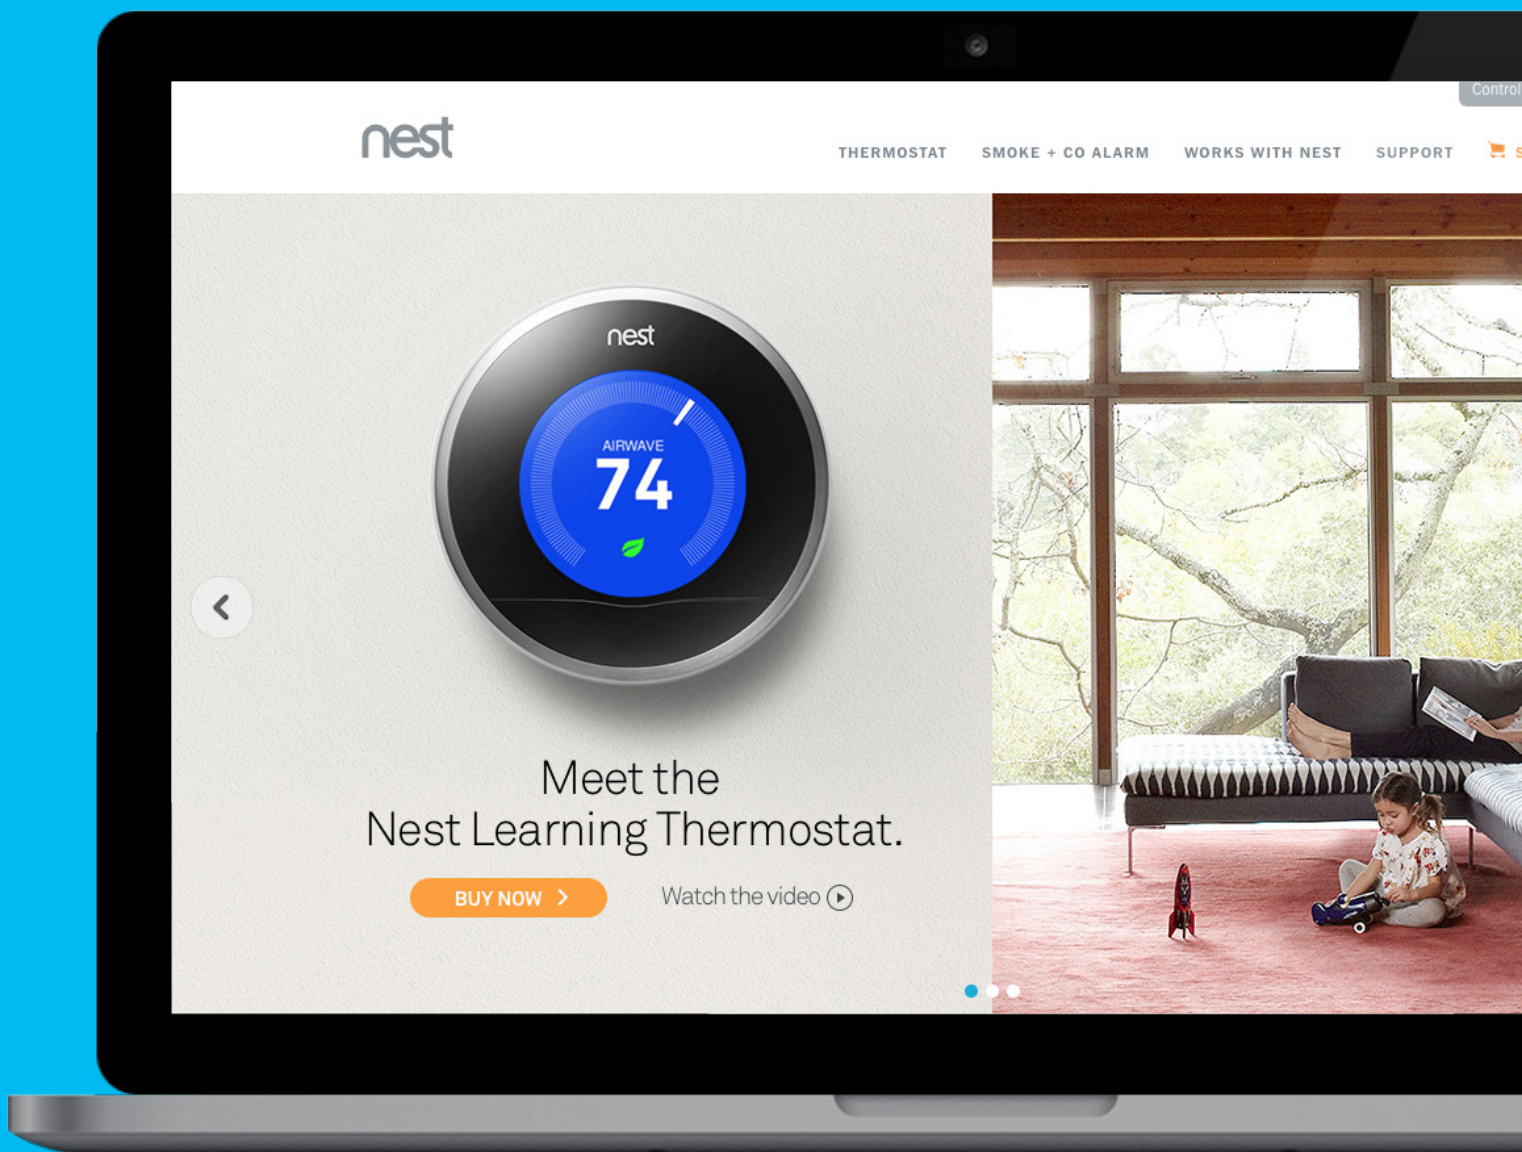 Control
nest
THERMOSTAT SMOKE + CO ALARM WORKS WITH NEST SUPPORT
nest
AIRWAVE
74
Meet the
Nest Learning Thermostat.
BUY NOW
Watch the video